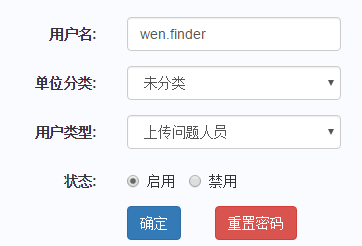 用户名: wen.finder
单位分类: 未分类
用户类型: 上传问题人员
状态: 启用 禁用
确定 重置密码